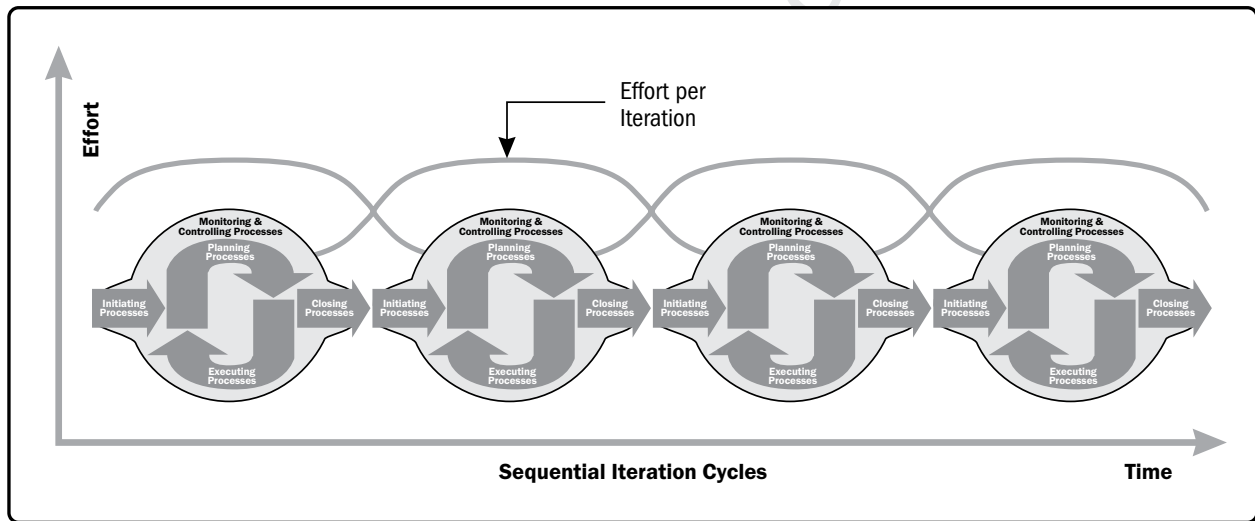 Effort
Effort per
Iteration
Monitoring &
Controlling Processes
Planning
Processes
Initiating
Processes
Closing
Processes
Executing
Processes
Monitoring &
Controlling Processes
Planning
Processes
Initiating
Processes
Closing
Processes
Executing
Processes
Monitoring &
Controlling Processes
Planning
Processes
Initiating
Processes
Closing
Processes
Executing
Processes
Monitoring &
Controlling Processes
Planning
Processes
Initiating
Processes
Closing
Processes
Executing
Processes
Sequential Iteration Cycles
Time